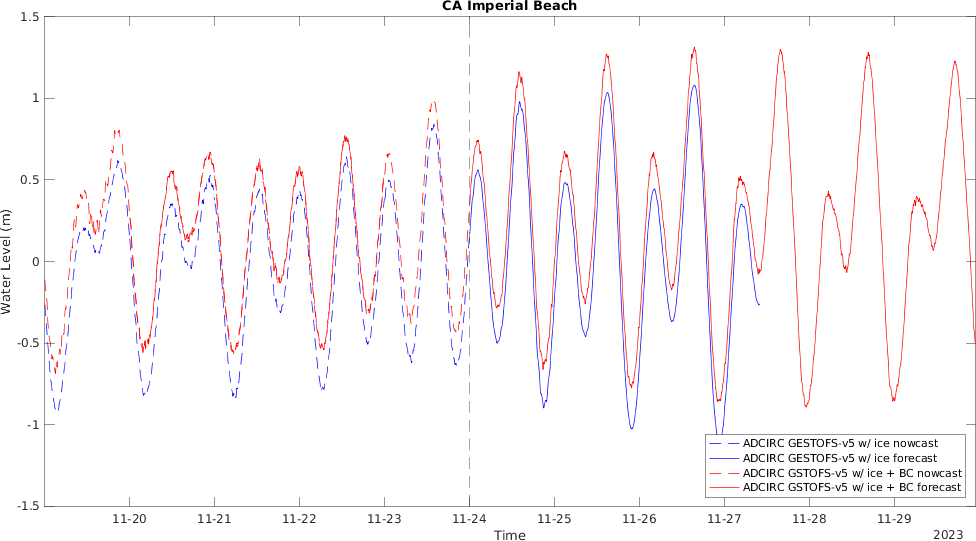 CA Imperial Beach
1.5
1
0.5
0
-0.5
-1
-1.5
Water Level (m)
11-20
11-21
11-22
11-23
11-24
11-25
11-26
11-27
11-28
11-29
Time
2023
ADCIRC GESTOFS-v5 w/ ice nowcast
ADCIRC GESTOFS-v5 w/ ice forecast
ADCIRC GSTOFS-v5 w/ ice + BC nowcast
ADCIRC GSTOFS-v5 w/ ice + BC forecast